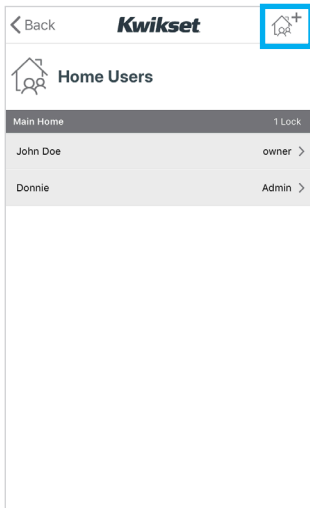 Back Kwikset
Home Users
Main Home 1 Lock
John Doe owner
Donnie Admin